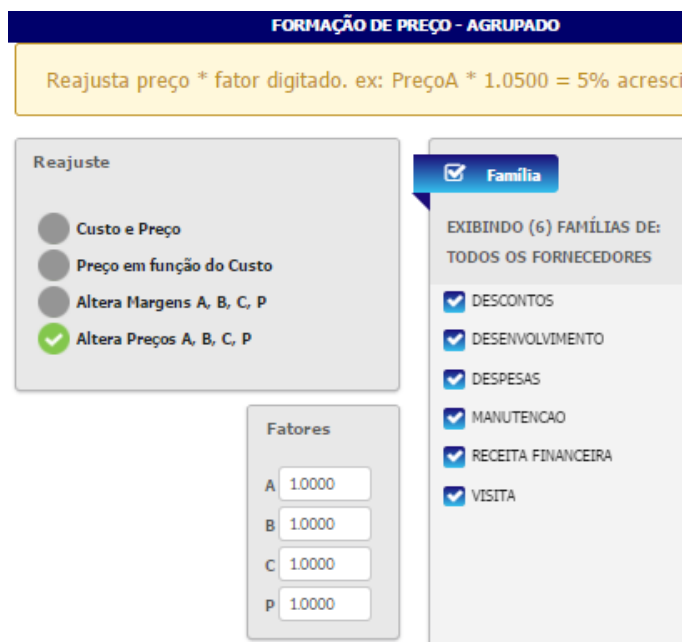 FORMAÇÃO DE PREÇO - AGRUPADO
Reajusta preço * fator digitado. ex: PreçoA * 1.0500 = 5% acresci
Reajuste
Custo e Preço
Preço em função do Custo
Altera Margens A, B, C, P
Altera Preços A, B, C, P
Fatores
A 1.0000
B 1.0000
C 1.0000
P 1.0000
Família
EXIBINDO (6) FAMÍLIAS DE:
TODOS OS FORNECEDORES
DESCONTOS
DESENVOLVIMENTO
DESPESAS
MANUTENCAO
RECEITA FINANCEIRA
VISITA